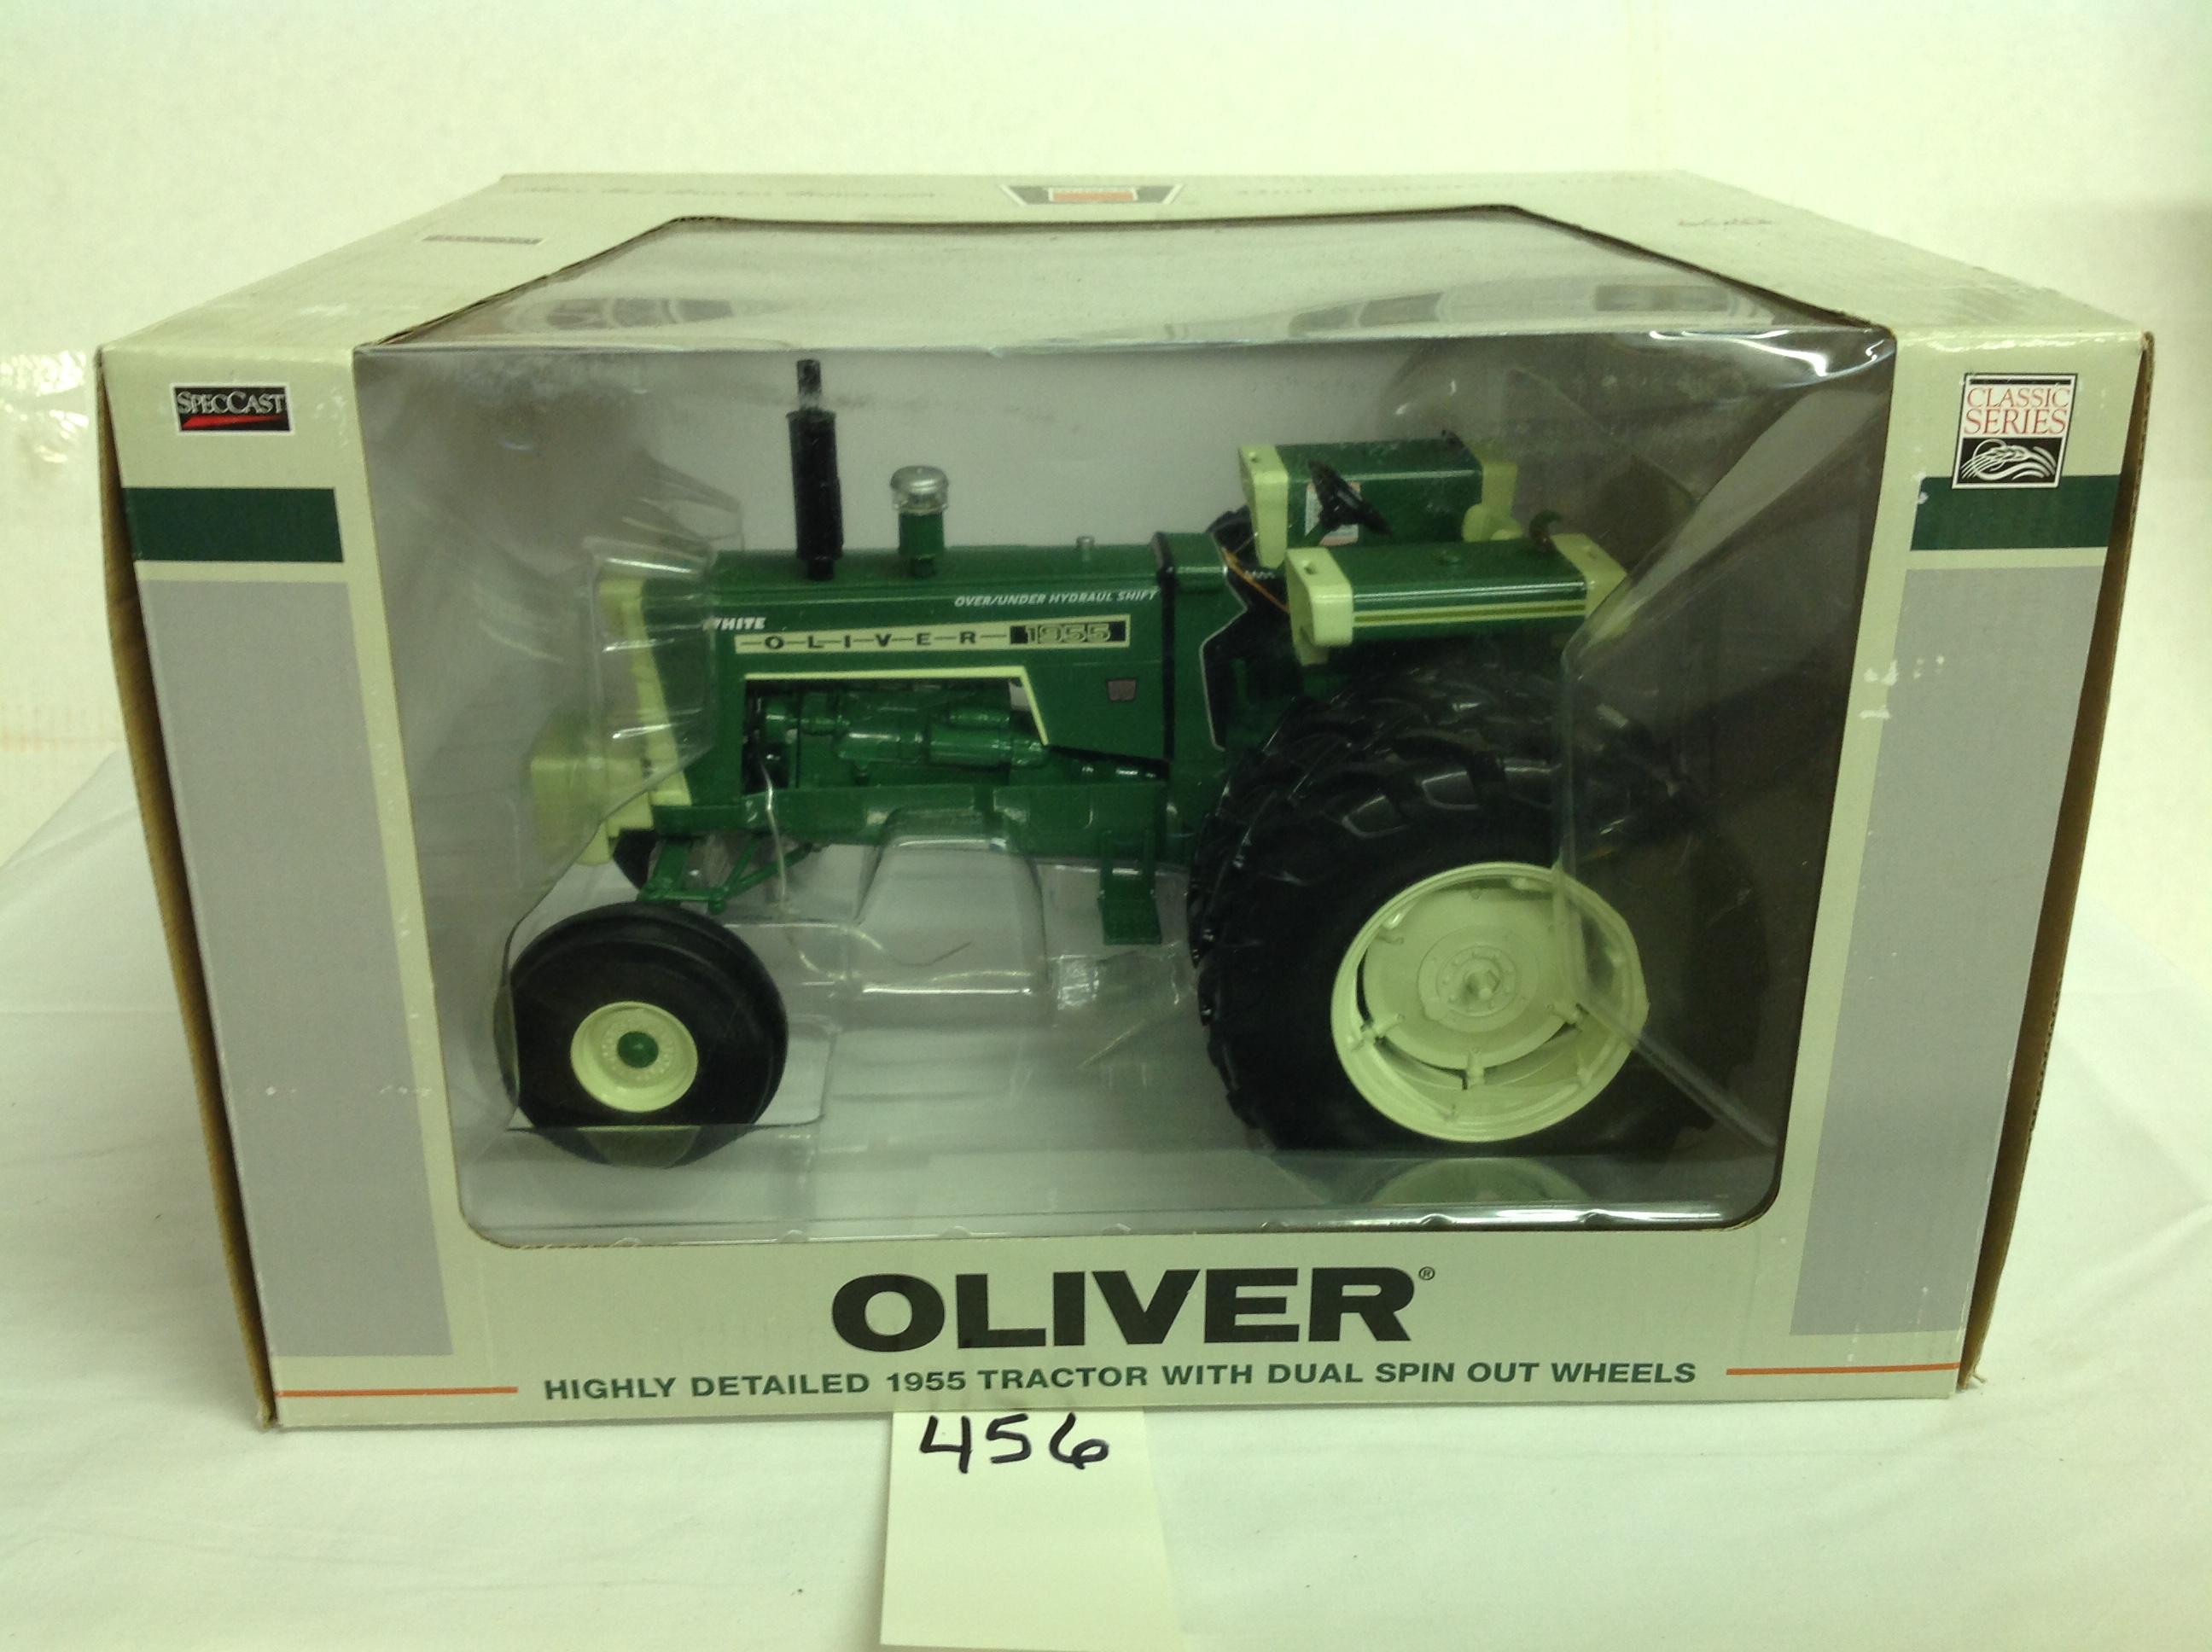 SPECCAST
CLASSIC
SERIES
OVER/UNDER HYDRAUL SHIFT
WHITE
OLIVER 1955
OLIVER®
HIGHLY DETAILED 1955 TRACTOR WITH DUAL SPIN OUT WHEELS
456